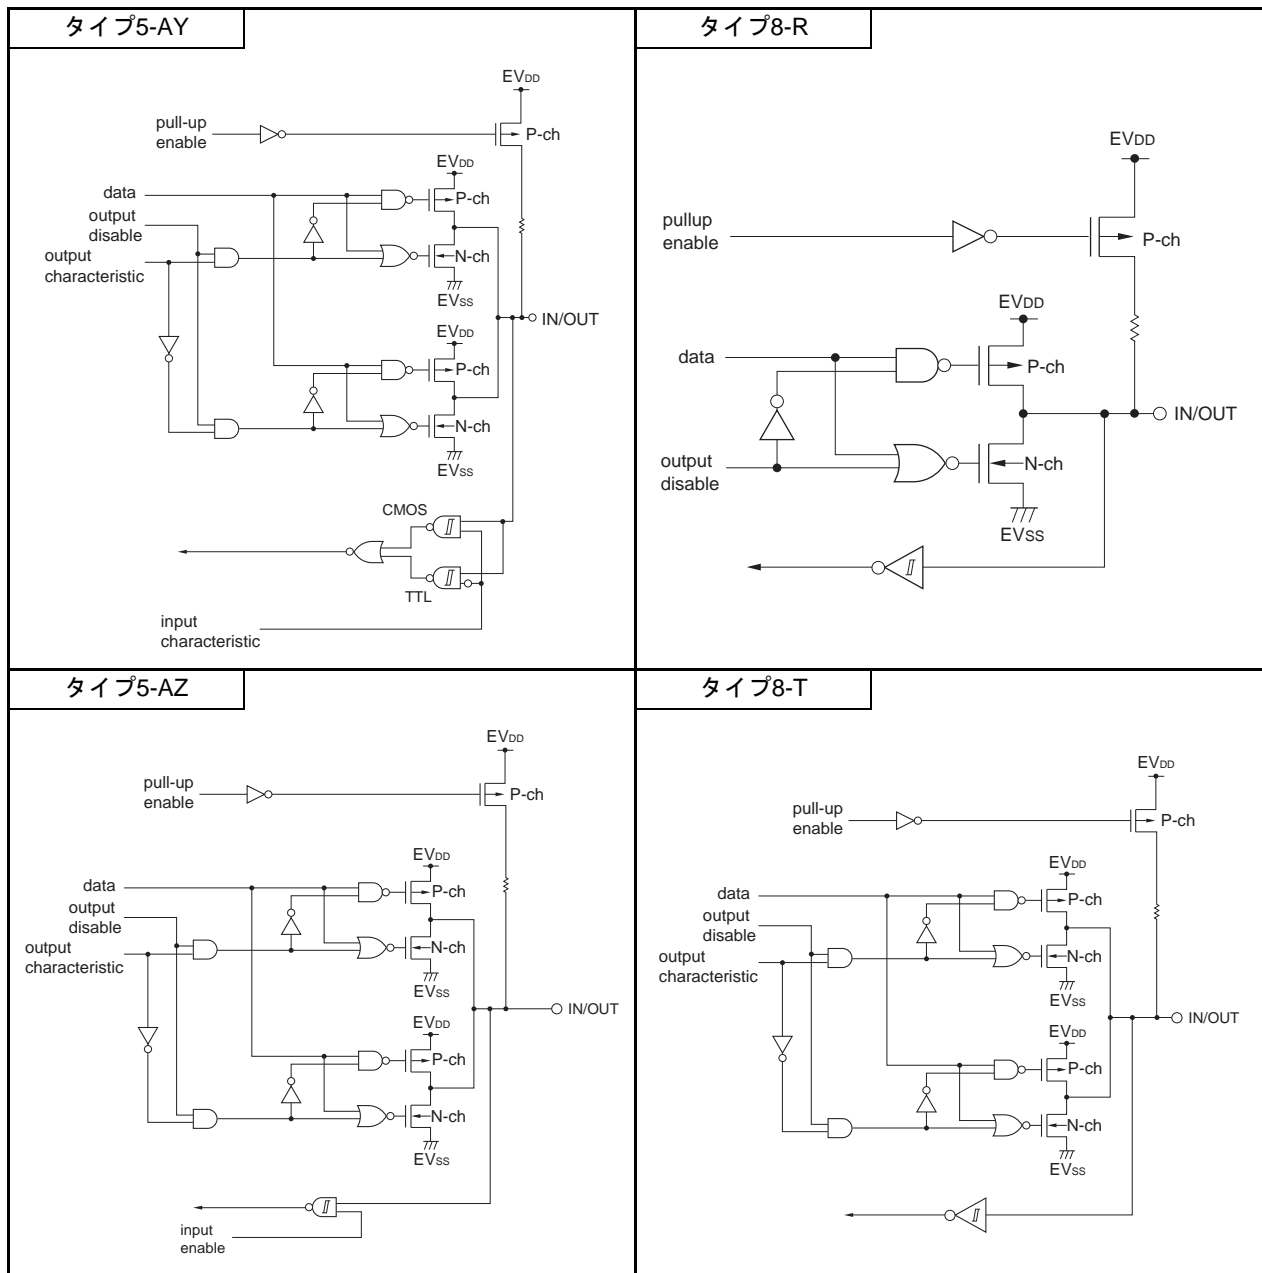 タイプ5-AY
EVDD
pull-up
enable
P-ch
EVDD
data
P-ch
output
disable
output
characteristic
N-ch
EVSS
IN/OUT
EVDD
P-ch
N-ch
EVSS
CMOS
TTL
input
characteristic
タイプ8-R
EVDD
pullup
enable
P-ch
EVDD
data
P-ch
IN/OUT
output
disable
N-ch
EVSS
タイプ5-AZ
EVDD
pull-up
enable
P-ch
EVDD
data
P-ch
output
disable
output
characteristic
N-ch
EVSS
IN/OUT
EVDD
P-ch
N-ch
EVSS
input
enable
タイプ8-T
EVDD
pull-up
enable
P-ch
EVDD
data
P-ch
output
disable
output
characteristic
N-ch
EVSS
IN/OUT
EVDD
P-ch
N-ch
EVSS